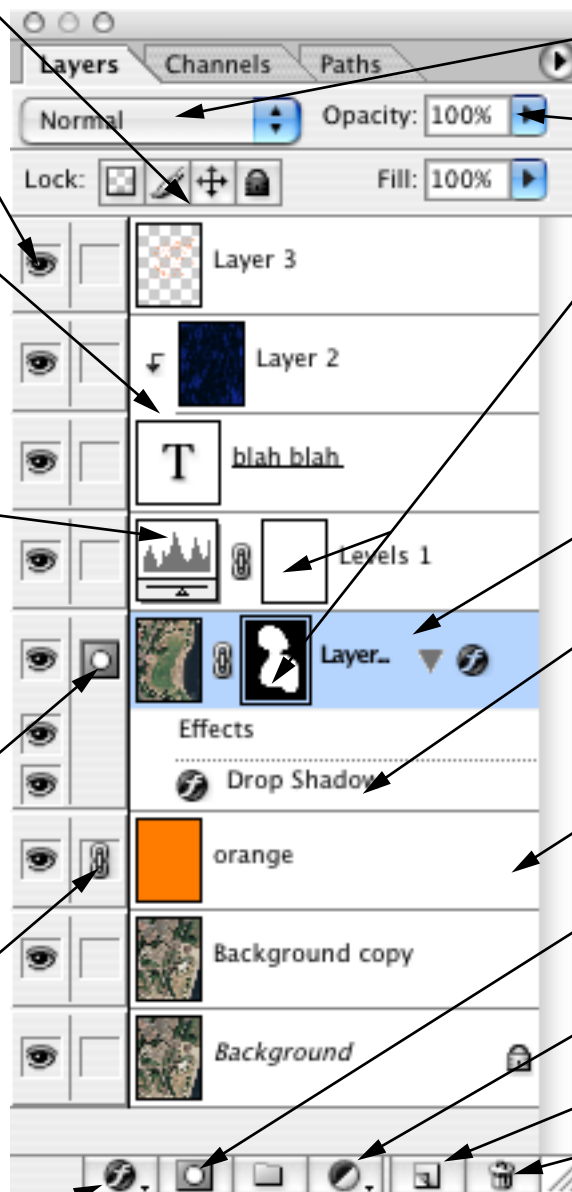 Layers Channels Paths
Normal Opacity: 100%
Lock: Fill: 100%
Layer 3
Layer 2
T blah blah
Levels 1
Layer...
Effects
Drop Shadow
orange
Background copy
Background